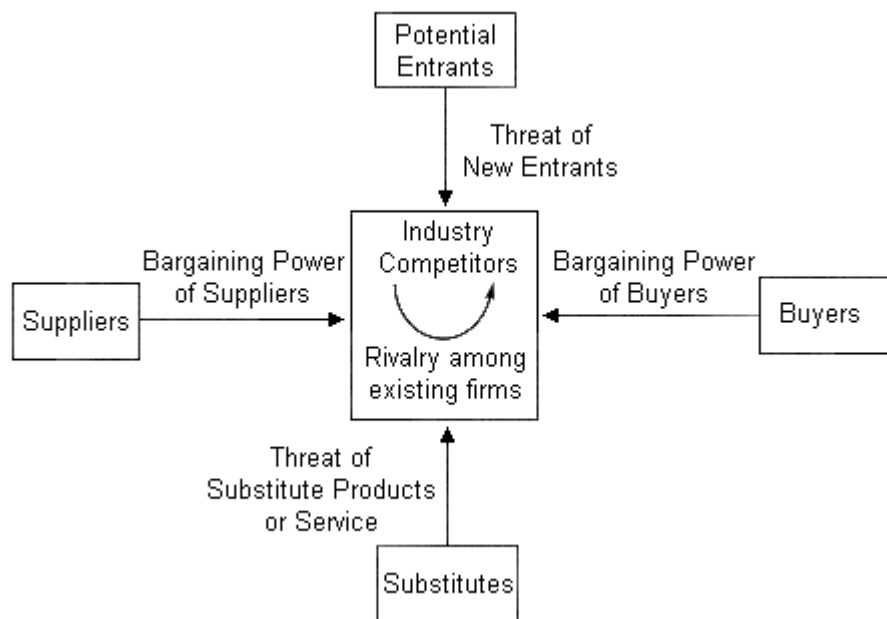 Potential
Entrants
Threat of
New Entrants
Industry
Competitors
Bargaining Power
of Suppliers
Bargaining Power
of Buyers
Suppliers
Buyers
Rivalry among
existing firms
Threat of
Substitute Products
or Service
Substitutes